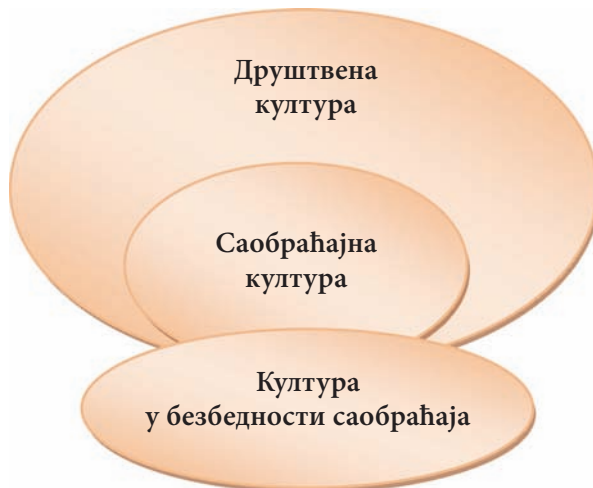 Друштвена
култура
Саобраћајна
култура
Култура
у безбедности саобраћаја